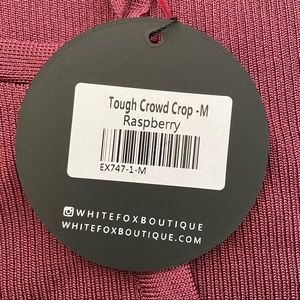 Tough Crowd Crop -M
Raspberry
EX747-1-M
WHITEFOXBOUTIQUE
WHITEFOXBOUTIQUE.COM